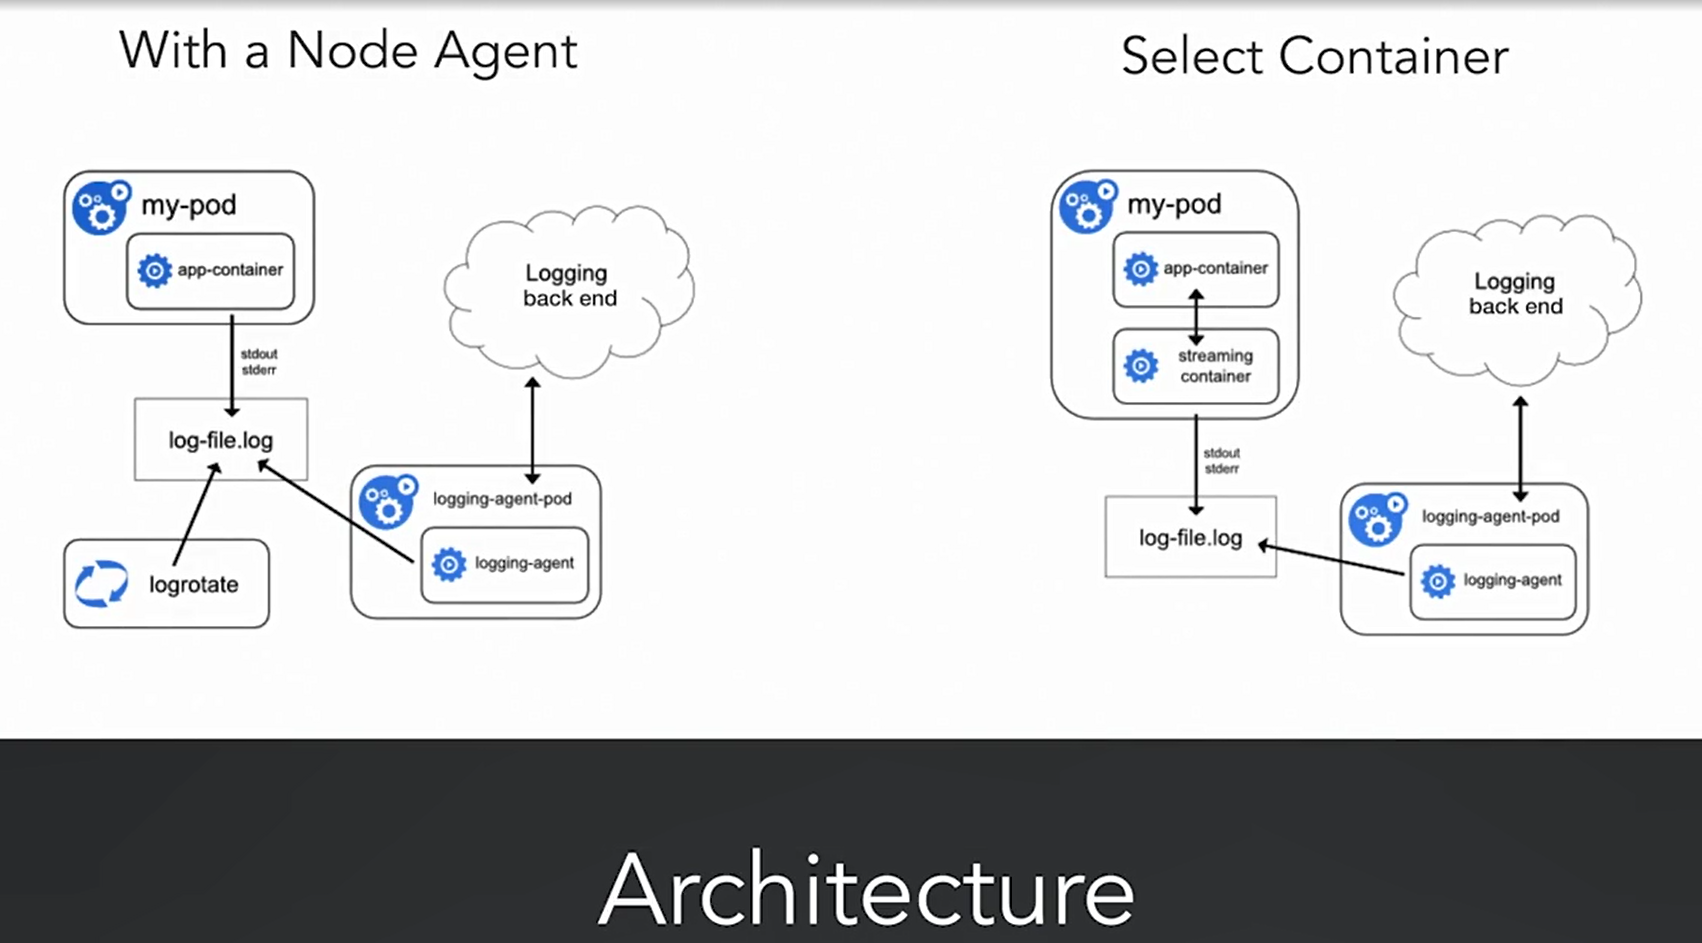 With a Node Agent
my-pod
app-container
stdout
stderr
log-file.log
logrotate
Logging
back end
logging-agent-pod
logging-agent
Select Container
my-pod
app-container
streaming
container
stdout
stderr
log-file.log
Logging
back end
logging-agent-pod
logging-agent
Architecture